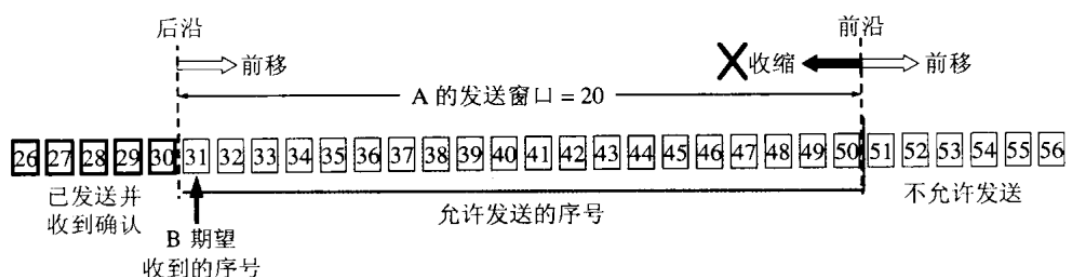 后沿 前沿
前移 收缩 前移
A 的发送窗口 = 20
26 27 28 29 30 31 32 33 34 35 36 37 38 39 40 41 42 43 44 45 46 47 48 49 50 51 52 53 54 55 56
已发送并
收到确认
允许发送的序号
不允许发送
B 期望
收到的序号